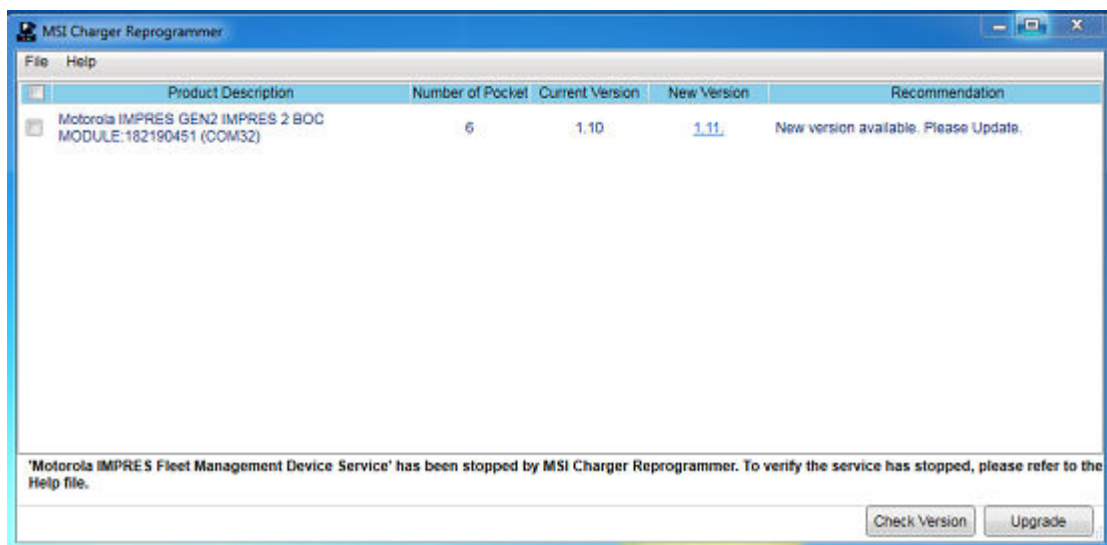 MSI Charger Reprogrammer
File Help
Product Description Number of Pocket Current Version New Version Recommendation
Motorola IMPRES GEN2 IMPRES 2 BOC
MODULE:182190451 (COM32) 6 1.10 1.11. New version available. Please Update.
'Motorola IMPRES Fleet Management Device Service' has been stopped by MSI Charger Reprogrammer. To verify the service has stopped, please refer to the
Help file.
Check Version Upgrade